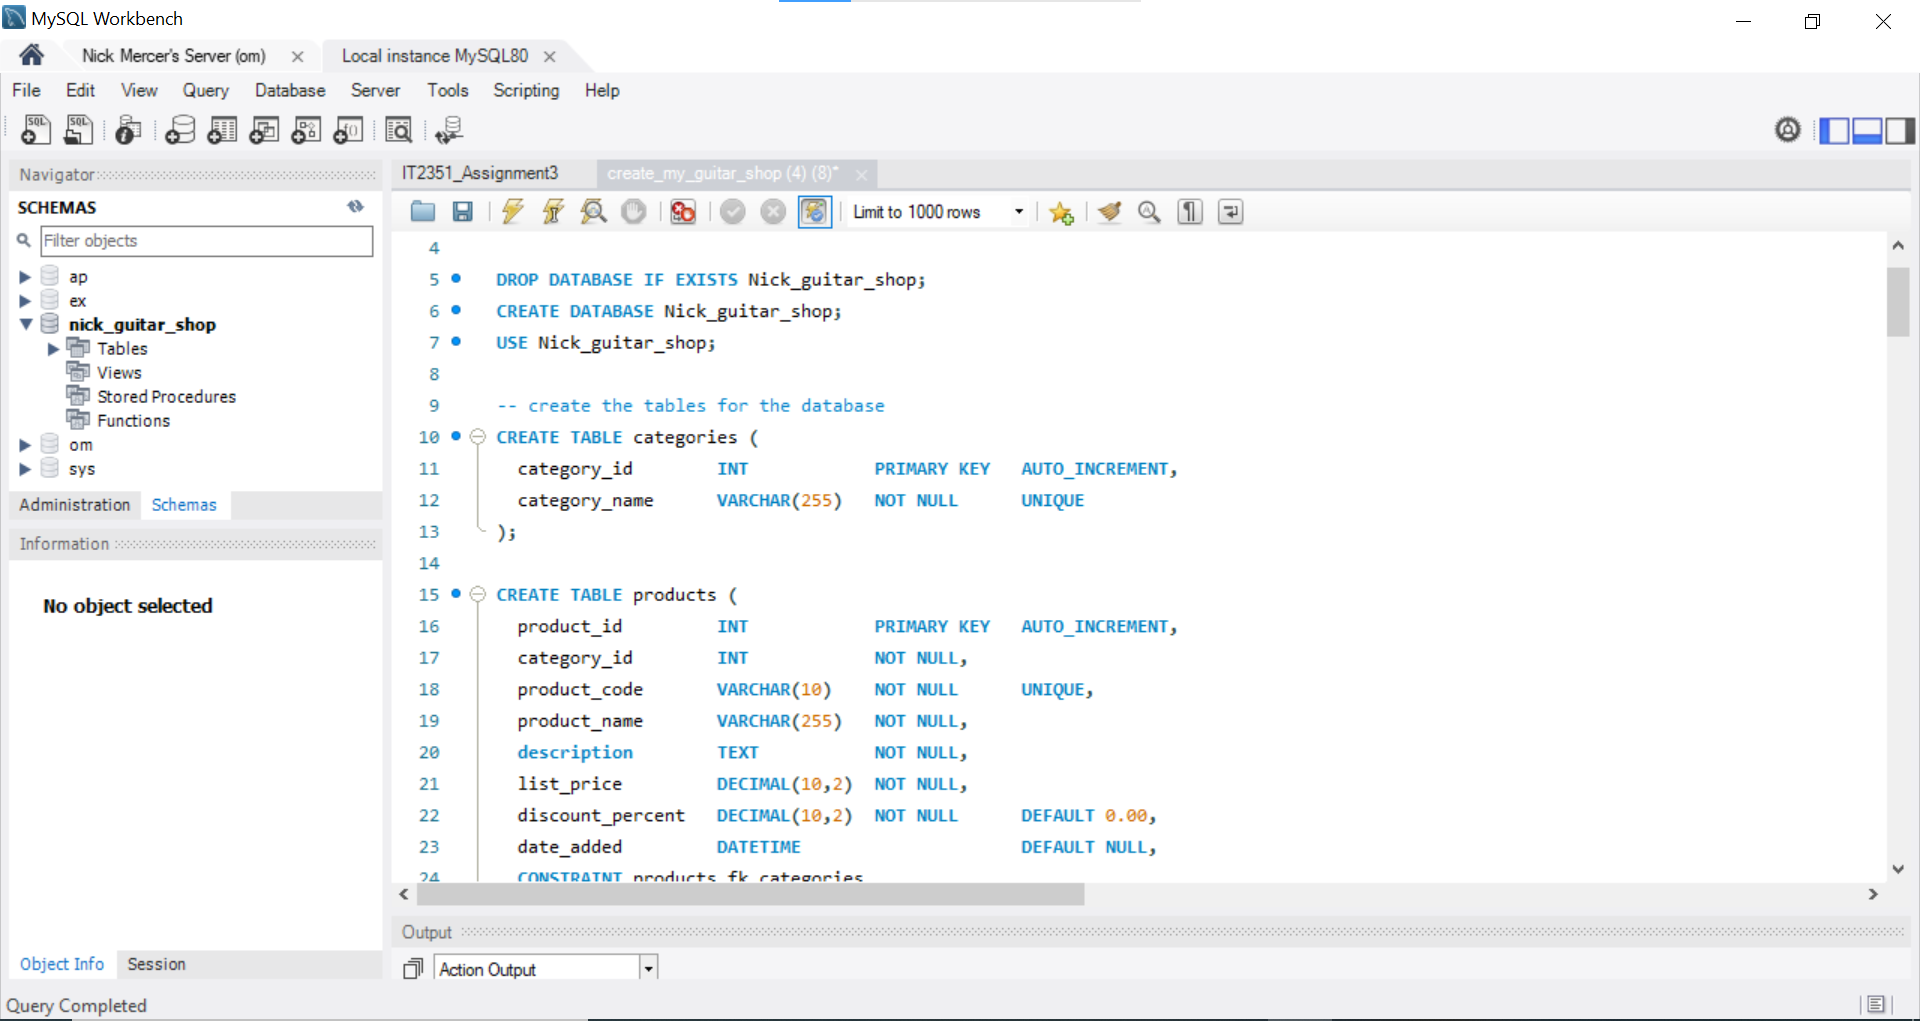 MySQL Workbench
Nick Mercer's Server (om)
Local instance MySQL80
File Edit View Query Database Server Tools Scripting Help
Navigator
SCHEMAS
Filter objects
ap
ex
nick_guitar_shop
Tables
Views
Stored Procedures
Functions
om
sys
Administration Schemas
Information
No object selected
Object Info Session
IT2351_Assignment3
create_my_guitar_shop (4) (8)*
Limit to 1000 rows
4
5 DROP DATABASE IF EXISTS Nick_guitar_shop;
6 CREATE DATABASE Nick_guitar_shop;
7 USE Nick_guitar_shop;
8
9 -- create the tables for the database
10 CREATE TABLE categories (
11 category_id INT PRIMARY KEY AUTO_INCREMENT,
12 category_name VARCHAR(255) NOT NULL UNIQUE
13 );
14
15 CREATE TABLE products (
16 product_id INT PRIMARY KEY AUTO_INCREMENT,
17 category_id INT NOT NULL,
18 product_code VARCHAR(10) NOT NULL UNIQUE,
19 product_name VARCHAR(255) NOT NULL,
20 description TEXT NOT NULL,
21 list_price DECIMAL(10,2) NOT NULL,
22 discount_percent DECIMAL(10,2) NOT NULL DEFAULT 0.00,
23 date_added DATETIME DEFAULT NULL,
24 CONSTRAINT products_fk_categories
Output
Action Output
Query Completed